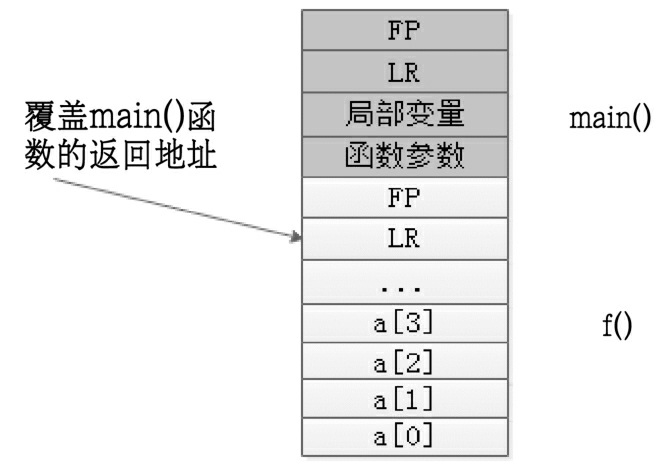 FP
LR
覆盖main()函
数的返回地址
局部变量
main()
函数参数
FP
LR
...
a[3]
f()
a[2]
a[1]
a[0]